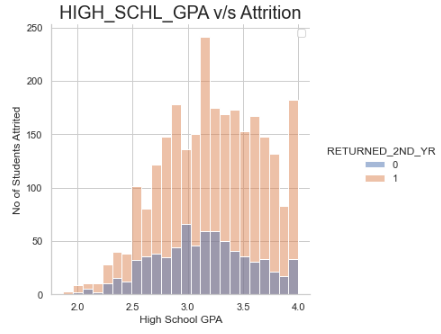 HIGH_SCHL_GPA v/s Attrition
250
200
150
100
50
0
No of Students Attrited
2.0 2.5 3.0 3.5 4.0
High School GPA
RETURNED_2ND_YR
0
1